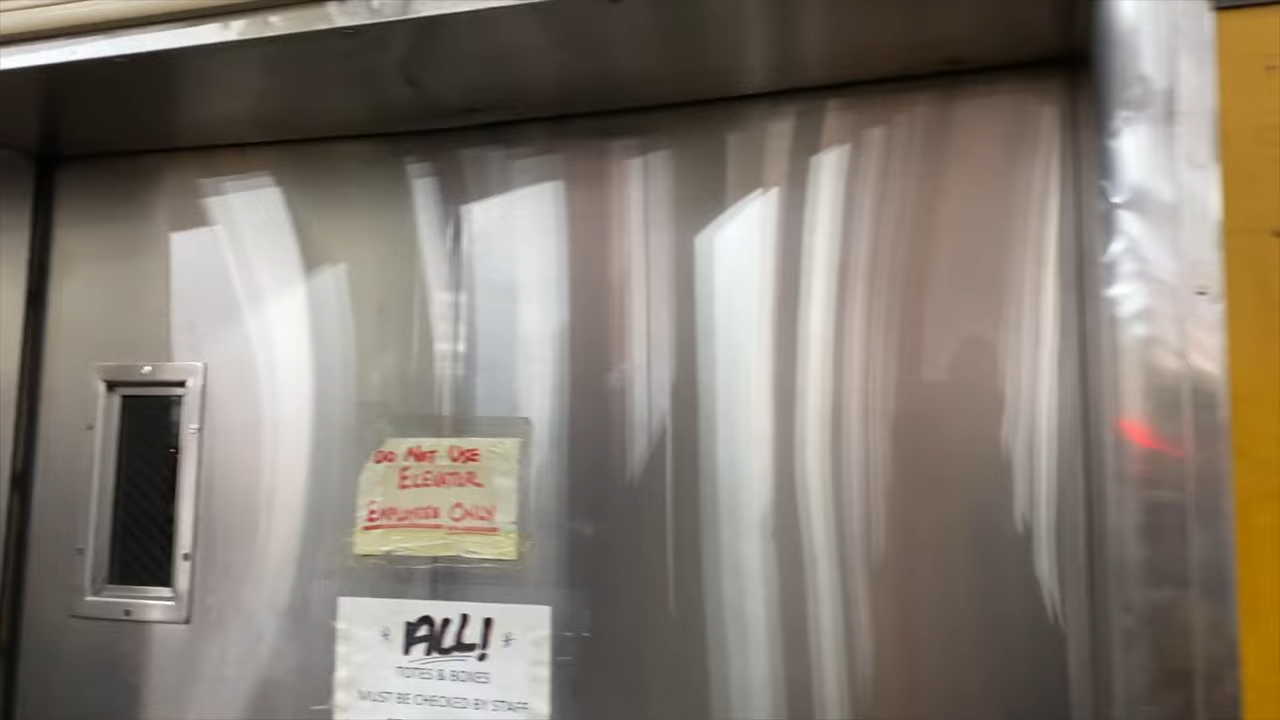 DO NOT USE
ELEVATOR
EMPLOYEES ONLY
* ALL! *
TOTES & BOXES
MUST BE CHECKED BY STAFF